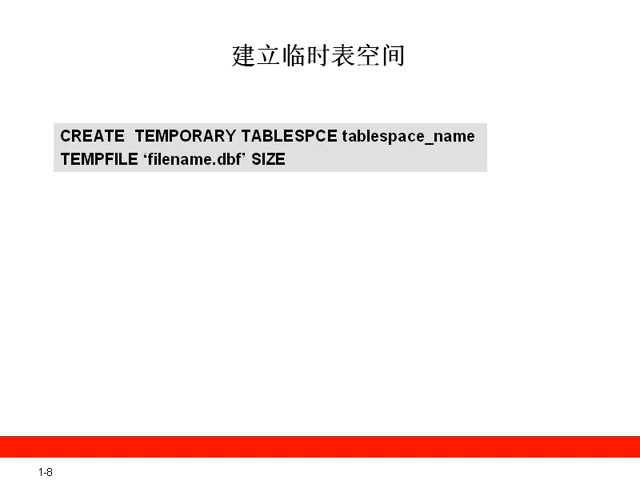 建立临时表空间
CREATE  TEMPORARY TABLESPCE tablespace_name
TEMPFILE ‘filename.dbf’ SIZE
1-8